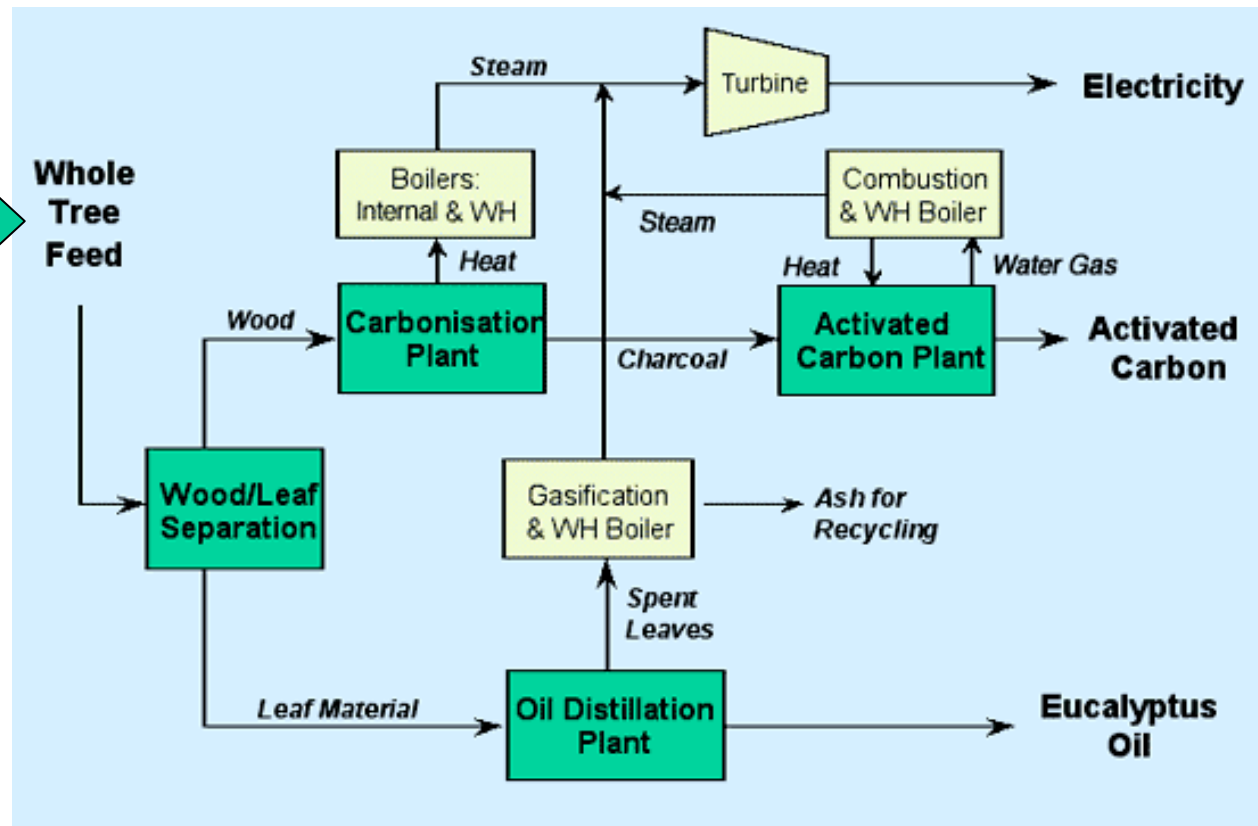 Steam
Turbine
Electricity
Whole
Tree
Feed
Boilers:
Internal & WH
Combustion
& WH Boiler
Steam
Heat
Heat
Water Gas
Wood
Carbonisation
Plant
Charcoal
Activated
Carbon Plant
Activated
Carbon
Wood/Leaf
Separation
Gasification
& WH Boiler
Ash for
Recycling
Spent
Leaves
Leaf Material
Oil Distillation
Plant
Eucalyptus
Oil